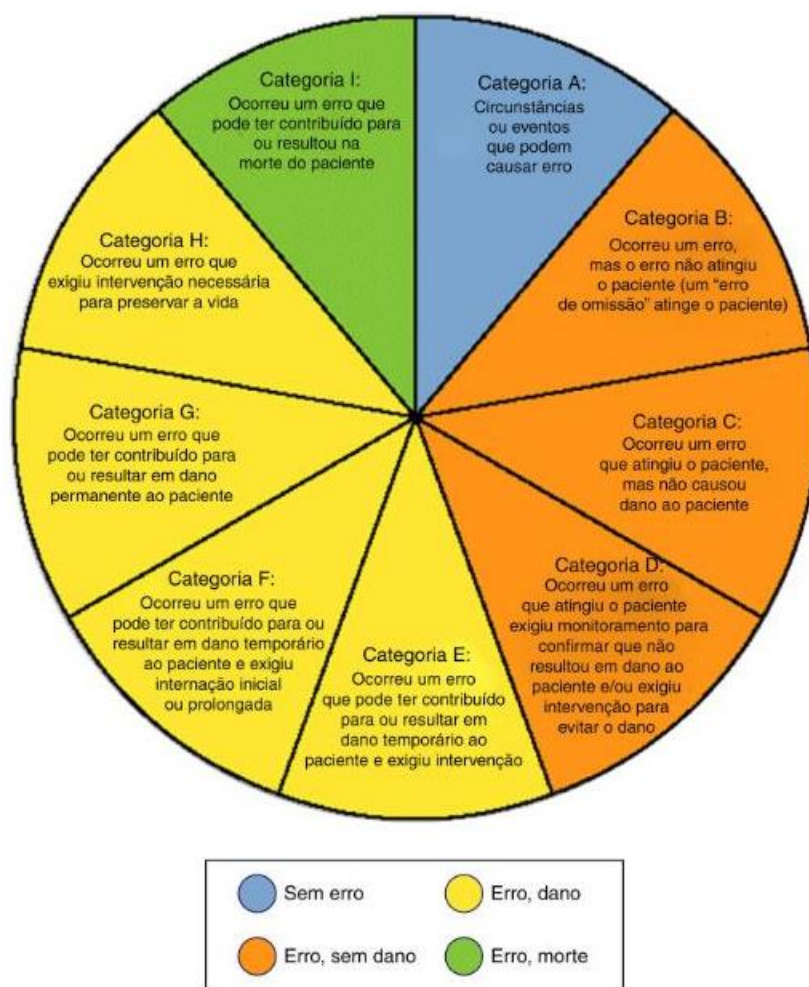 Categoria I:
Ocorreu um erro que
pode ter contribuído para
ou resultou na
morte do paciente
Categoria A:
Circunstâncias
ou eventos
que podem
causar erro
Categoria B:
Ocorreu um erro,
mas o erro não atingiu
o paciente (um “erro
de omissão” atinge o paciente)
Categoria C:
Ocorreu um erro
que atingiu o paciente,
mas não causou
dano ao paciente
Categoria D:
Ocorreu um erro
que atingiu o paciente
exigiu monitoramento para
confirmar que não
resultou em dano ao
paciente e/ou exigiu
intervenção para
evitar o dano
Categoria E:
Ocorreu um erro
que pode ter contribuído
para ou resultar em
dano temporário ao
paciente e exigiu intervenção
Categoria F:
Ocorreu um erro que
pode ter contribuído para ou
resultar em dano temporário
ao paciente e exigiu
internação inicial
ou prolongada
Categoria G:
Ocorreu um erro que
pode ter contribuído para
ou resultar em dano
permanente ao paciente
Categoria H:
Ocorreu um erro que
exigiu intervenção necessária
para preservar a vida
Sem erro
Erro, dano
Erro, sem dano
Erro, morte